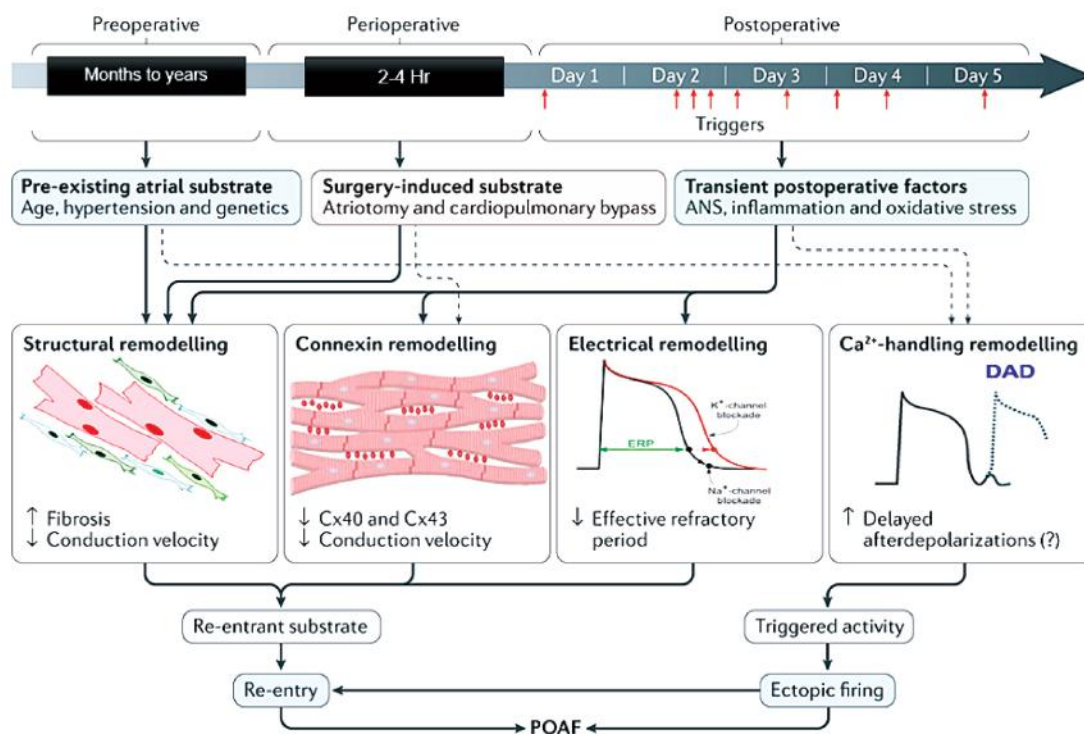 Preoperative
Perioperative
Postoperative
Months to years
2-4 Hr
Day 1
Day 2
Day 3
Day 4
Day 5
Triggers
Pre-existing atrial substrate
Age, hypertension and genetics
Surgery-induced substrate
Atriotomy and cardiopulmonary bypass
Transient postoperative factors
ANS, inflammation and oxidative stress
Structural remodelling
↑ Fibrosis
↓ Conduction velocity
Connexin remodelling
↓ Cx40 and Cx43
↓ Conduction velocity
Electrical remodelling
K⁺-channel
blockade
ERP
Na⁺-channel
blockade
↓ Effective refractory
period
Ca²⁺-handling remodelling
DAD
↑ Delayed
afterdepolarizations (?)
Re-entrant substrate
Triggered activity
Re-entry
Ectopic firing
POAF